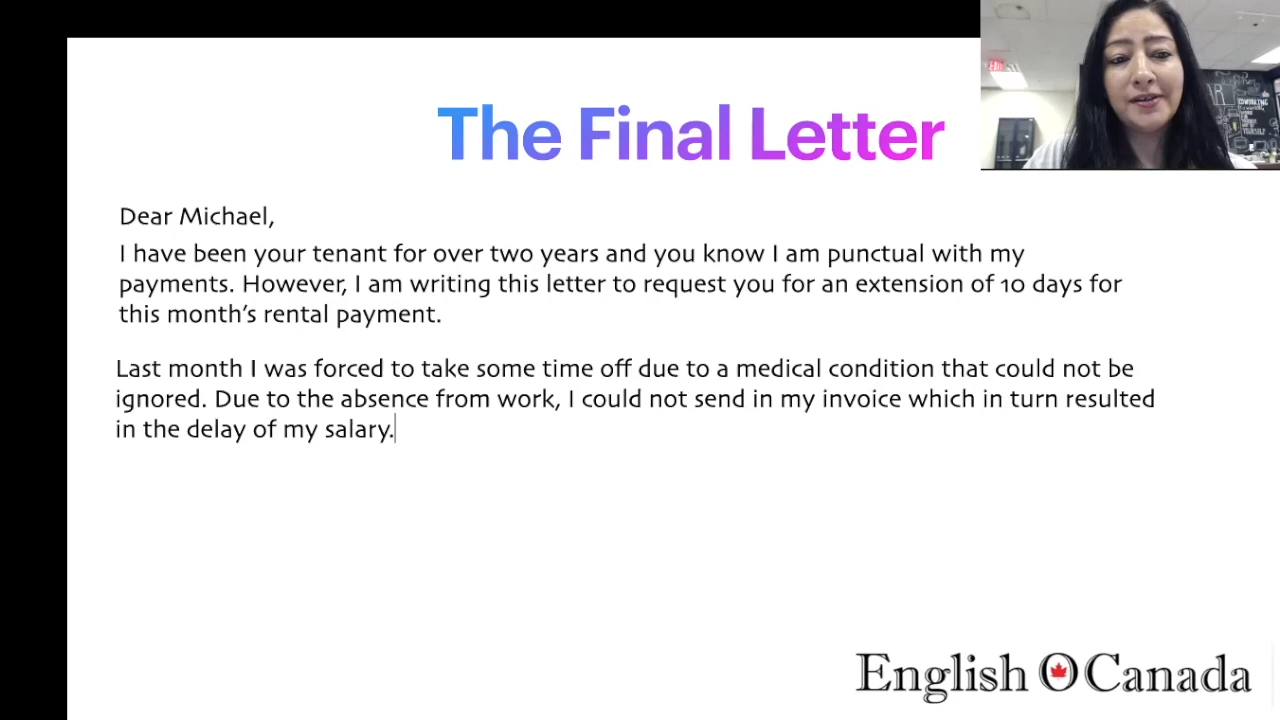 The Final Letter
Dear Michael,
I have been your tenant for over two years and you know I am punctual with my
payments. However, I am writing this letter to request you for an extension of 10 days for
this month's rental payment.
Last month I was forced to take some time off due to a medical condition that could not be
ignored. Due to the absence from work, I could not send in my invoice which in turn resulted
in the delay of my salary.
English O Canada